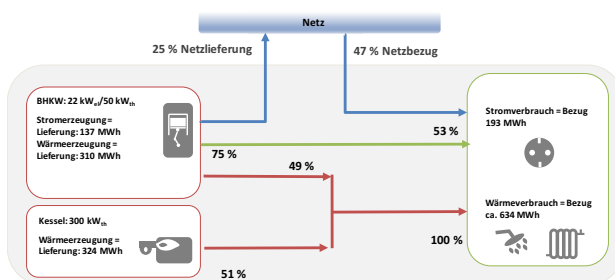 Netz
25 % Netzlieferung
47 % Netzbezug
BHKW: 22 kWel/50 kWth
Stromerzeugung =
Lieferung: 137 MWh
Wärmeerzeugung =
Lieferung: 310 MWh
75 %
53 %
Stromverbrauch = Bezug
193 MWh
49 %
Kessel: 300 kWth
Wärmeerzeugung =
Lieferung: 324 MWh
51 %
100 %
Wärmeverbrauch = Bezug
ca. 634 MWh